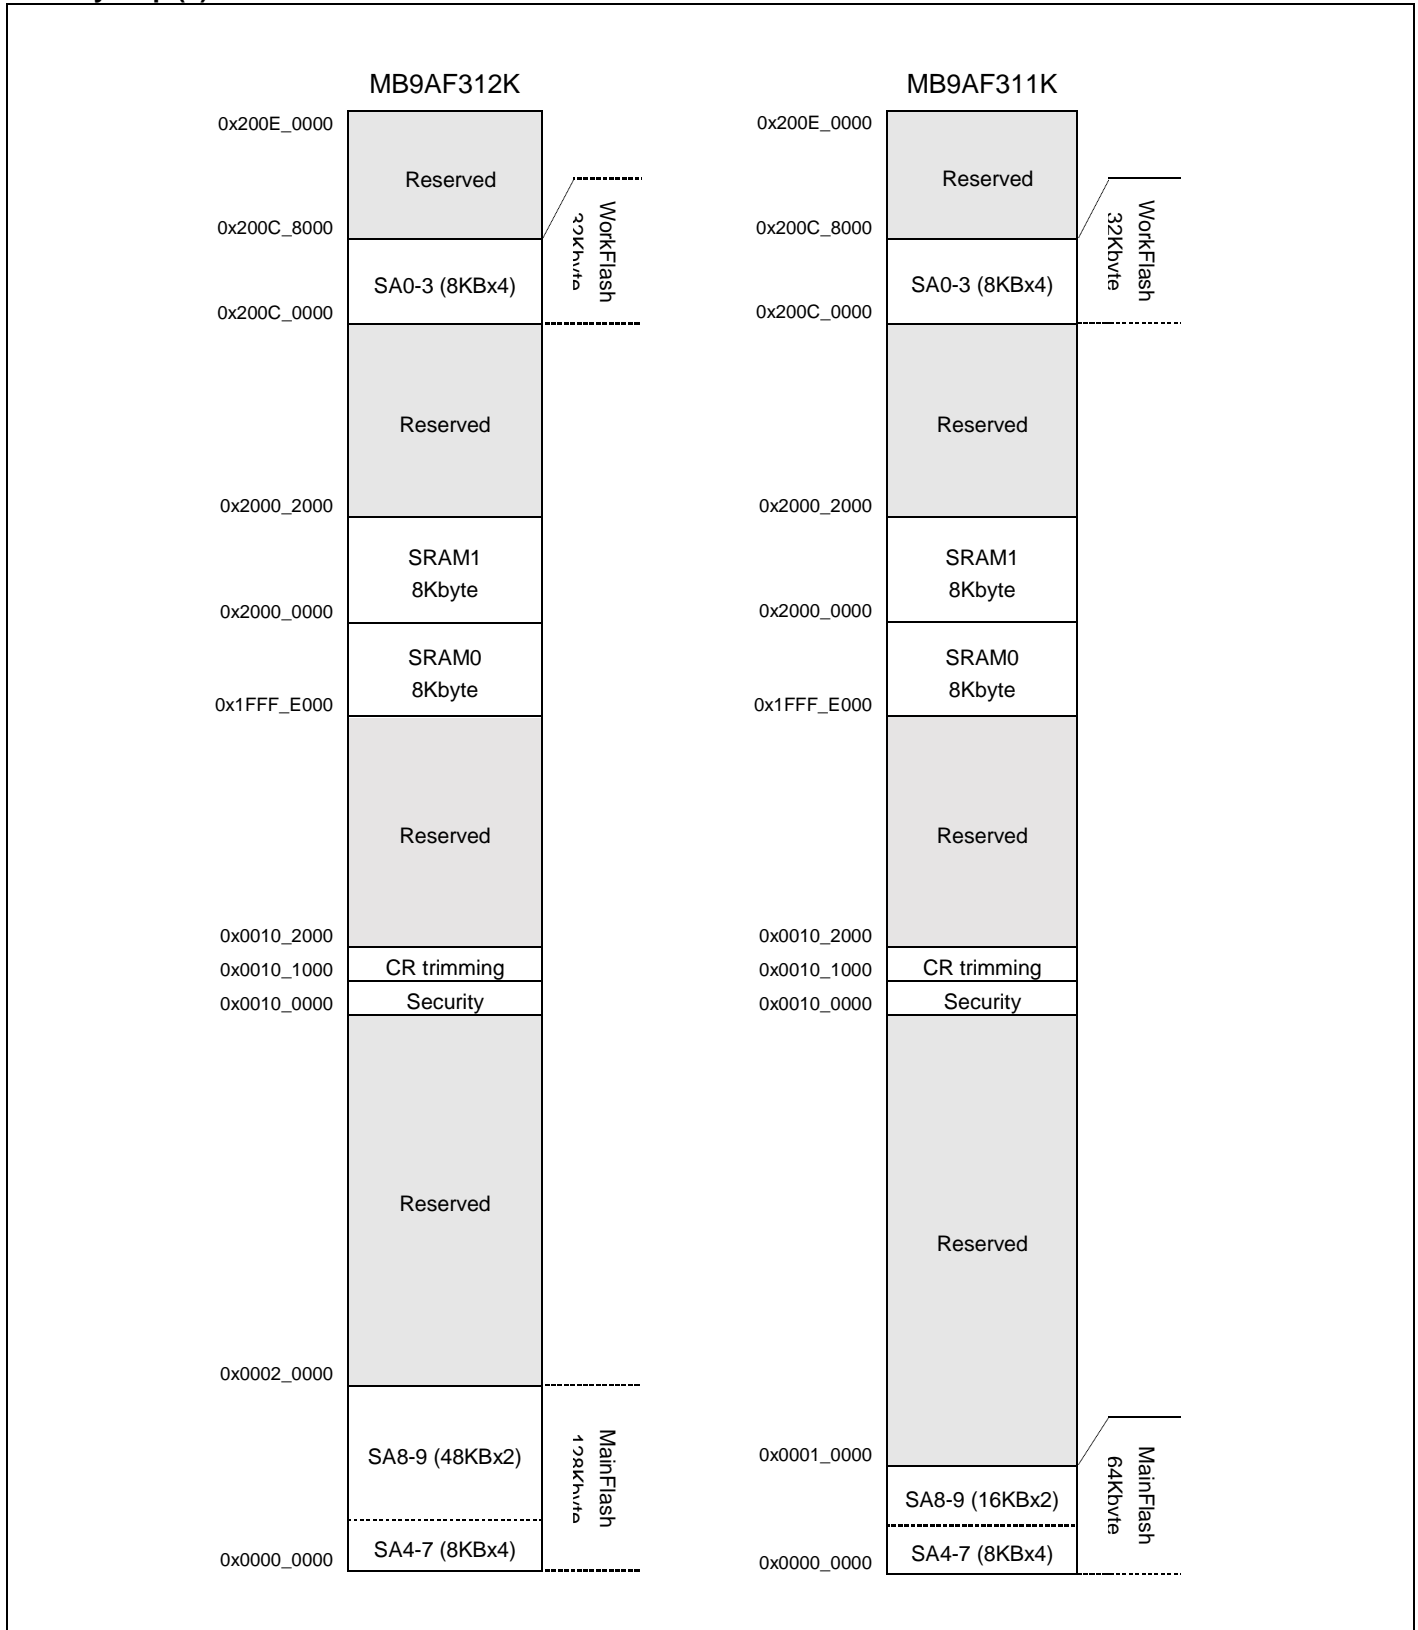 MB9AF312K
0x200E_0000
Reserved
0x200C_8000
SA0-3 (8KBx4)
0x200C_0000
WorkFlash
32Kbyte
Reserved
0x2000_2000
SRAM1
8Kbyte
0x2000_0000
SRAM0
8Kbyte
0x1FFF_E000
Reserved
0x0010_2000
CR trimming
0x0010_1000
Security
0x0010_0000
Reserved
0x0002_0000
SA8-9 (48KBx2)
SA4-7 (8KBx4)
0x0000_0000
MainFlash
128Kbyte
MB9AF311K
0x200E_0000
Reserved
0x200C_8000
SA0-3 (8KBx4)
0x200C_0000
WorkFlash
32Kbyte
Reserved
0x2000_2000
SRAM1
8Kbyte
0x2000_0000
SRAM0
8Kbyte
0x1FFF_E000
Reserved
0x0010_2000
CR trimming
0x0010_1000
Security
0x0010_0000
Reserved
0x0001_0000
SA8-9 (16KBx2)
SA4-7 (8KBx4)
0x0000_0000
MainFlash
64Kbyte